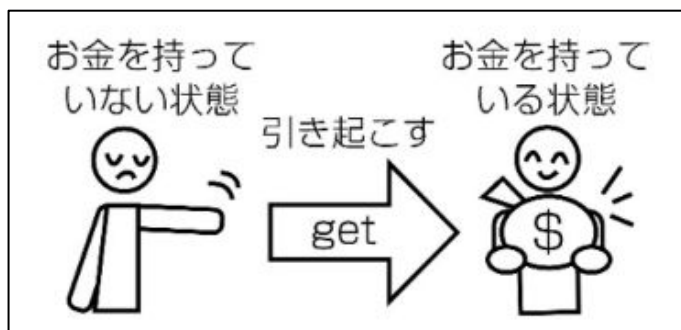 お金を持って
いない状態
引き起こす
get
お金を持って
いる状態
$